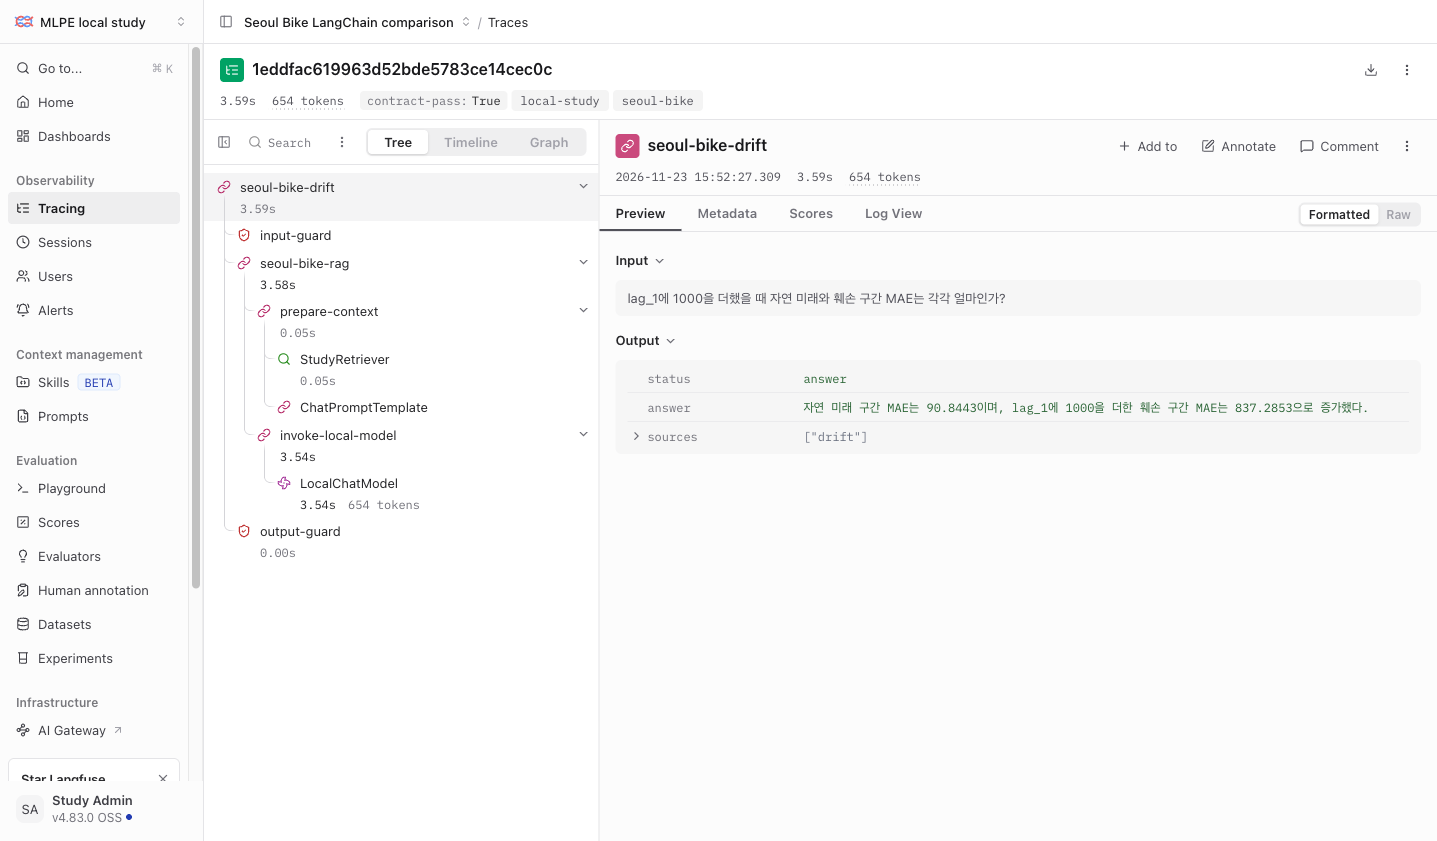 MLPE local study
Seoul Bike LangChain comparison / Traces
Go to... ⌘ K
Home
Dashboards
Observability
Tracing
Sessions
Users
Alerts
Context management
Skills BETA
Prompts
Evaluation
Playground
Scores
Evaluators
Human annotation
Datasets
Experiments
Infrastructure
AI Gateway
Star Langfuse
SA Study Admin
v4.83.0 OSS
1eddfac619963d52bde5783ce14cec0c
3.59s 654 tokens contract-pass: True local-study seoul-bike
Search Tree Timeline Graph
seoul-bike-drift
3.59s
input-guard
seoul-bike-rag
3.58s
prepare-context
0.05s
StudyRetriever
0.05s
ChatPromptTemplate
invoke-local-model
3.54s
LocalChatModel
3.54s 654 tokens
output-guard
0.00s
seoul-bike-drift
Add to Annotate Comment
2026-11-23 15:52:27.309 3.59s 654 tokens
Preview Metadata Scores Log View Formatted Raw
Input
lag_1에 1000을 더했을 때 자연 미래와 훼손 구간 MAE는 각각 얼마인가?
Output
status answer
answer 자연 미래 구간 MAE는 90.8443이며, lag_1에 1000을 더한 훼손 구간 MAE는 837.2853으로 증가했다.
sources ["drift"]